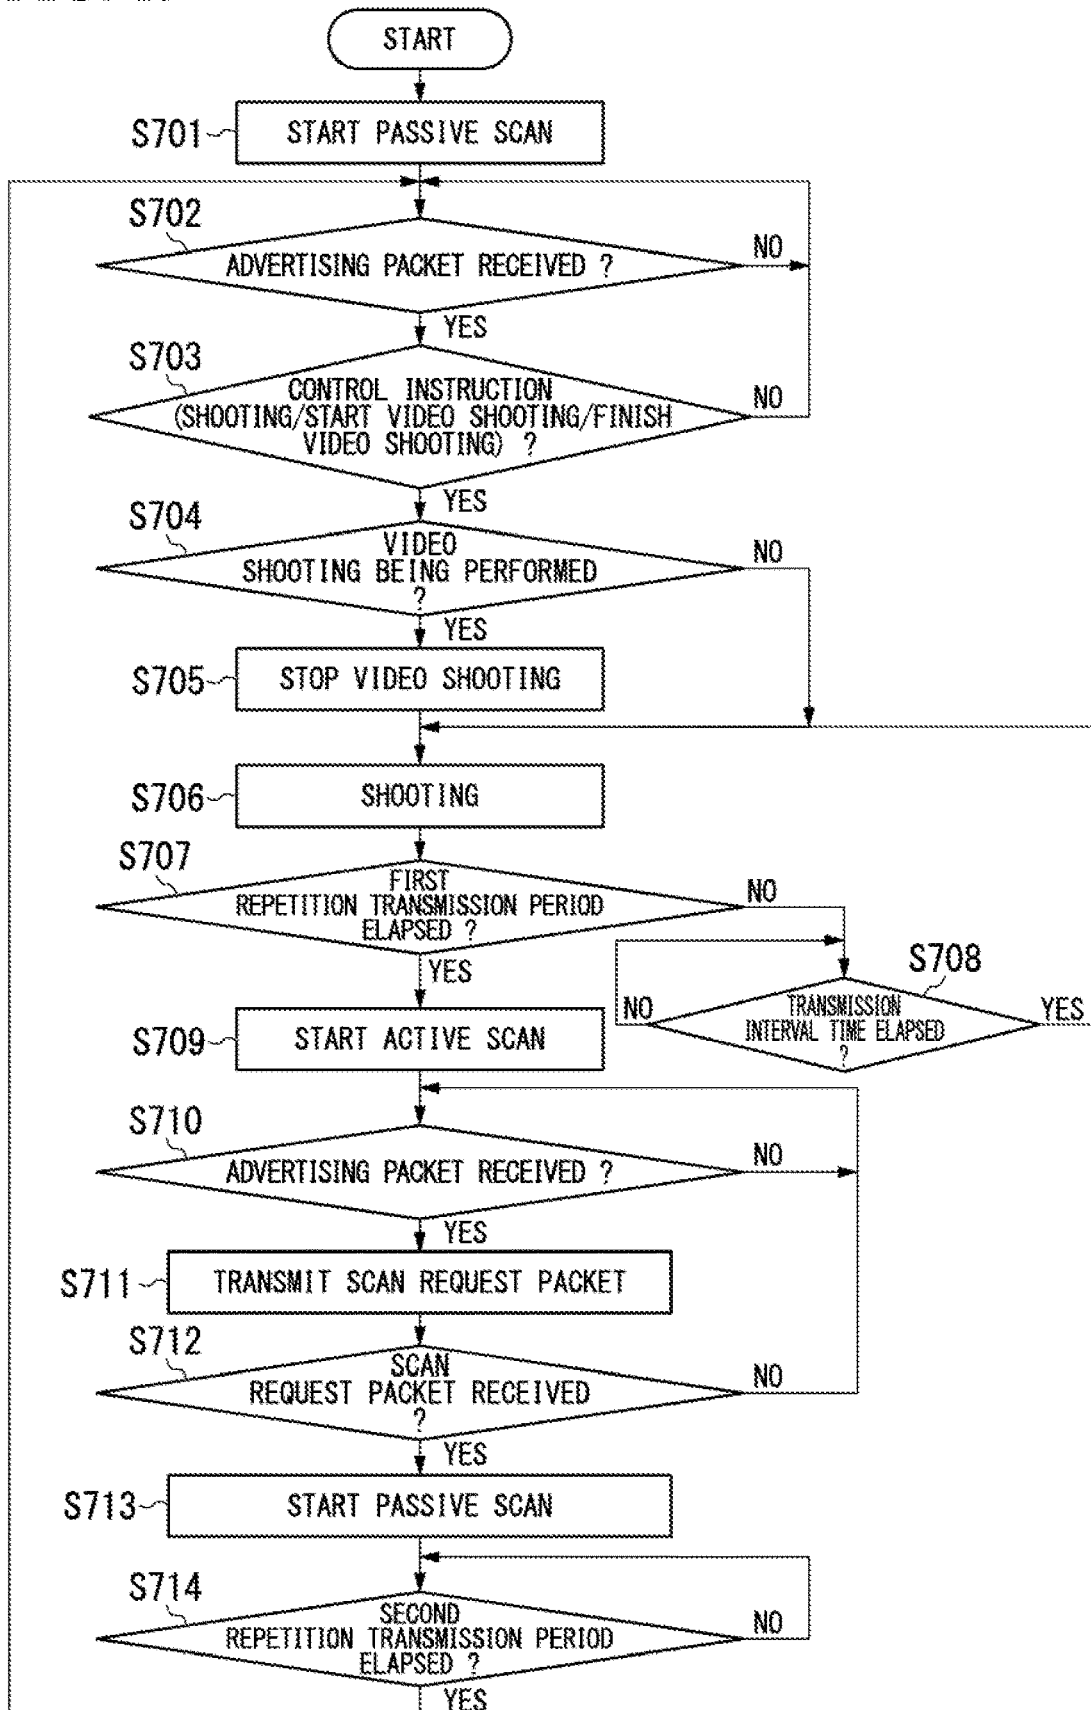 START
S701
START PASSIVE SCAN
S702
ADVERTISING PACKET RECEIVED ?
NO
YES
S703
CONTROL INSTRUCTION
(SHOOTING/START VIDEO SHOOTING/FINISH
VIDEO SHOOTING) ?
NO
YES
S704
VIDEO
SHOOTING BEING PERFORMED
?
NO
YES
S705
STOP VIDEO SHOOTING
S706
SHOOTING
S707
FIRST
REPETITION TRANSMISSION PERIOD
ELAPSED ?
NO
YES
S708
TRANSMISSION
INTERVAL TIME ELAPSED
?
NO
YES
S709
START ACTIVE SCAN
S710
ADVERTISING PACKET RECEIVED ?
NO
YES
S711
TRANSMIT SCAN REQUEST PACKET
S712
SCAN
REQUEST PACKET RECEIVED
?
NO
YES
S713
START PASSIVE SCAN
S714
SECOND
REPETITION TRANSMISSION PERIOD
ELAPSED ?
NO
YES